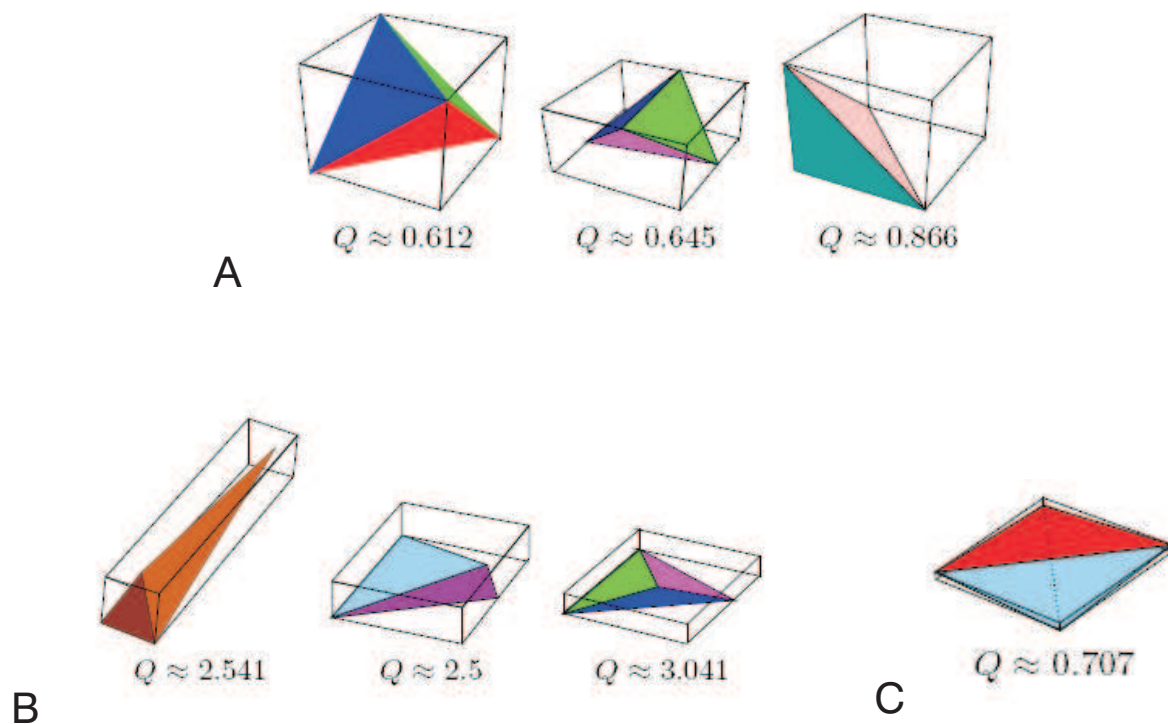 Q ≈ 0.612 Q ≈ 0.645 Q ≈ 0.866
A
Q ≈ 2.541 Q ≈ 2.5 Q ≈ 3.041 Q ≈ 0.707
B C